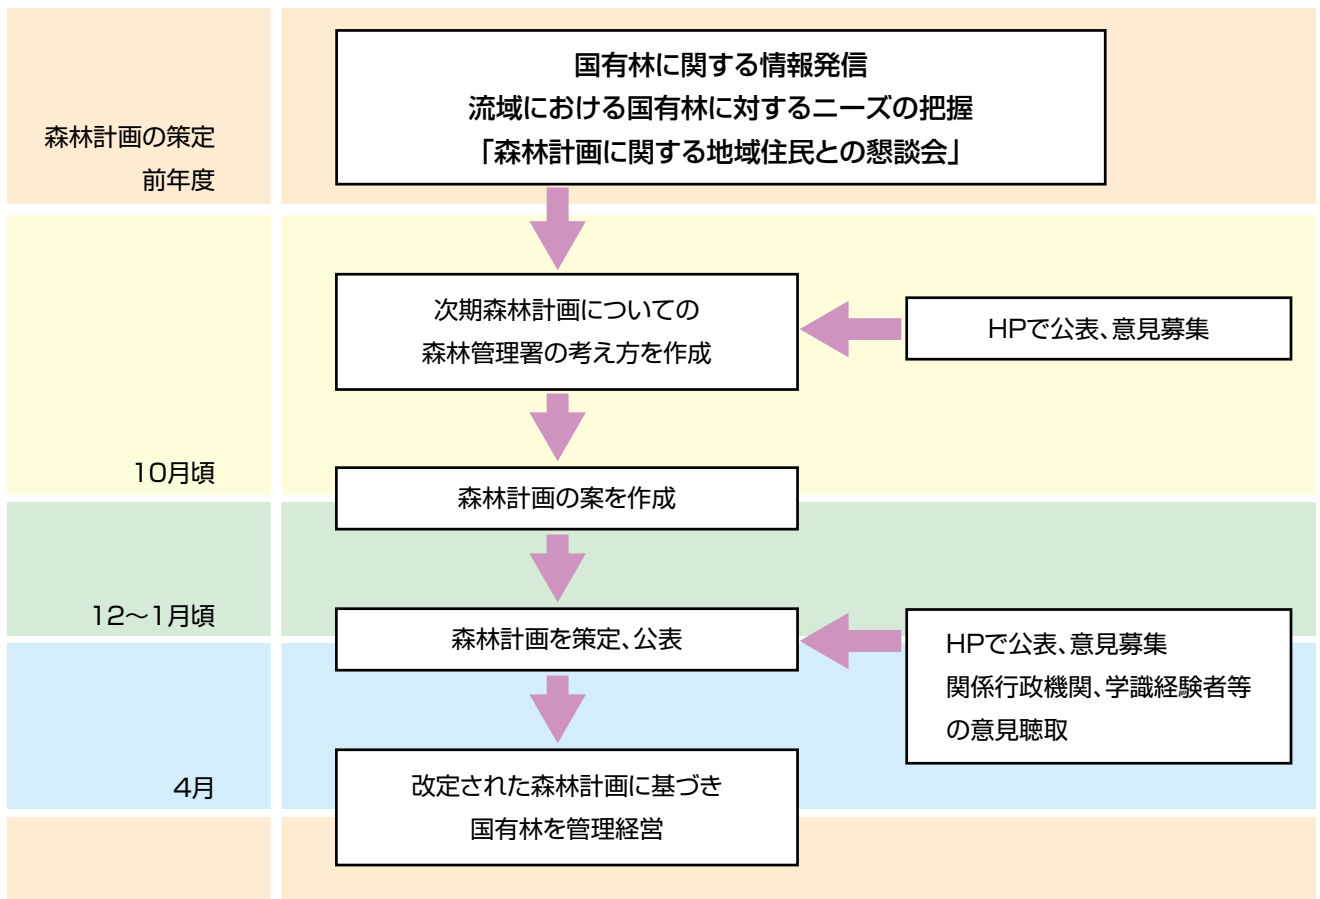 森林計画の策定
前年度
国有林に関する情報発信
流域における国有林に対するニーズの把握
「森林計画に関する地域住民との懇談会」
次期森林計画についての
森林管理署の考え方を作成
HPで公表、意見募集
10月頃
森林計画の案を作成
12～1月頃
森林計画を策定、公表
HPで公表、意見募集
関係行政機関、学識経験者等
の意見聴取
4月
改定された森林計画に基づき
国有林を管理経営